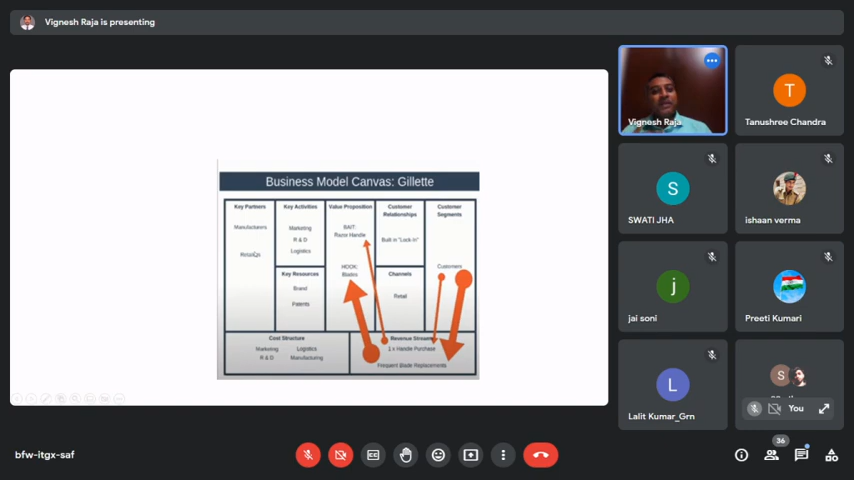 Vignesh Raja is presenting
Business Model Canvas: Gillette
Key Partners
Manufacturers
Retailers
Key Activities
Marketing
R & D
Logistics
Key Resources
Brand
Patents
Value Proposition
BAIT:
Razor Handle
HOOK:
Blades
Customer
Relationships
Built in "Lock-In"
Channels
Retail
Customer
Segments
Customers
Cost Structure
Marketing Logistics
R & D Manufacturing
Revenue Streams
1 x Handle Purchase
Frequent Blade Replacements
Vignesh Raja
T
Tanushree Chandra
S
SWATI JHA
ishaan verma
j
jai soni
Preeti Kumari
L
Lalit Kumar_Grn
S
You
bfw-itgx-saf
36